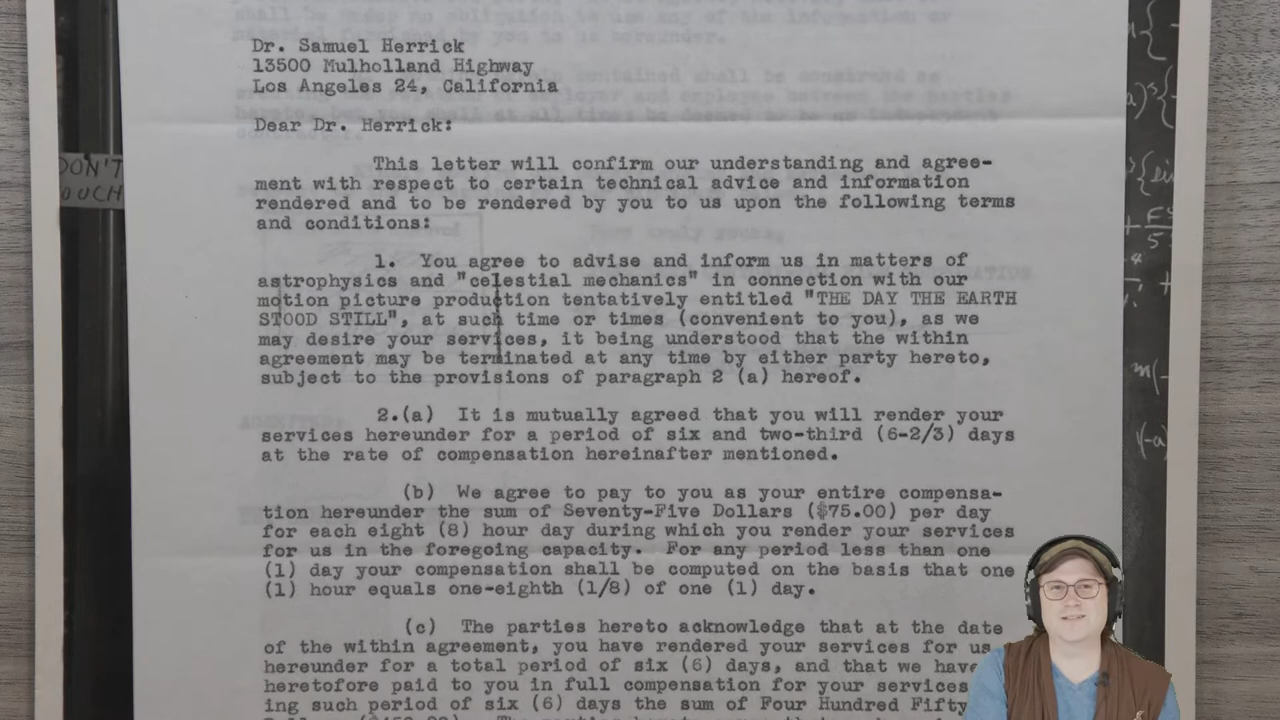 Dr. Samuel Herrick
13500 Mulholland Highway
Los Angeles 24, California
Dear Dr. Herrick:
This letter will confirm our understanding and agree-
ment with respect to certain technical advice and information
rendered and to be rendered by you to us upon the following terms
and conditions:
1. You agree to advise and inform us in matters of
astrophysics and "celestial mechanics" in connection with our
motion picture production tentatively entitled "THE DAY THE EARTH
STOOD STILL", at such time or times (convenient to you), as we
may desire your services, it being understood that the within
agreement may be terminated at any time by either party hereto,
subject to the provisions of paragraph 2 (a) hereof.
2.(a) It is mutually agreed that you will render your
services hereunder for a period of six and two-third (6-2/3) days
at the rate of compensation hereinafter mentioned.
(b) We agree to pay to you as your entire compensa-
tion hereunder the sum of Seventy-Five Dollars ($75.00) per day
for each eight (8) hour day during which you render your services
for us in the foregoing capacity. For any period less than one
(1) day your compensation shall be computed on the basis that one
(1) hour equals one-eighth (1/8) of one (1) day.
(c) The parties hereto acknowledge that at the date
of the within agreement, you have rendered your services for us
hereunder for a total period of six (6) days, and that we have
heretofore paid to you in full compensation for your services
ing such period of six (6) days the sum of Four Hundred Fifty
DON'T